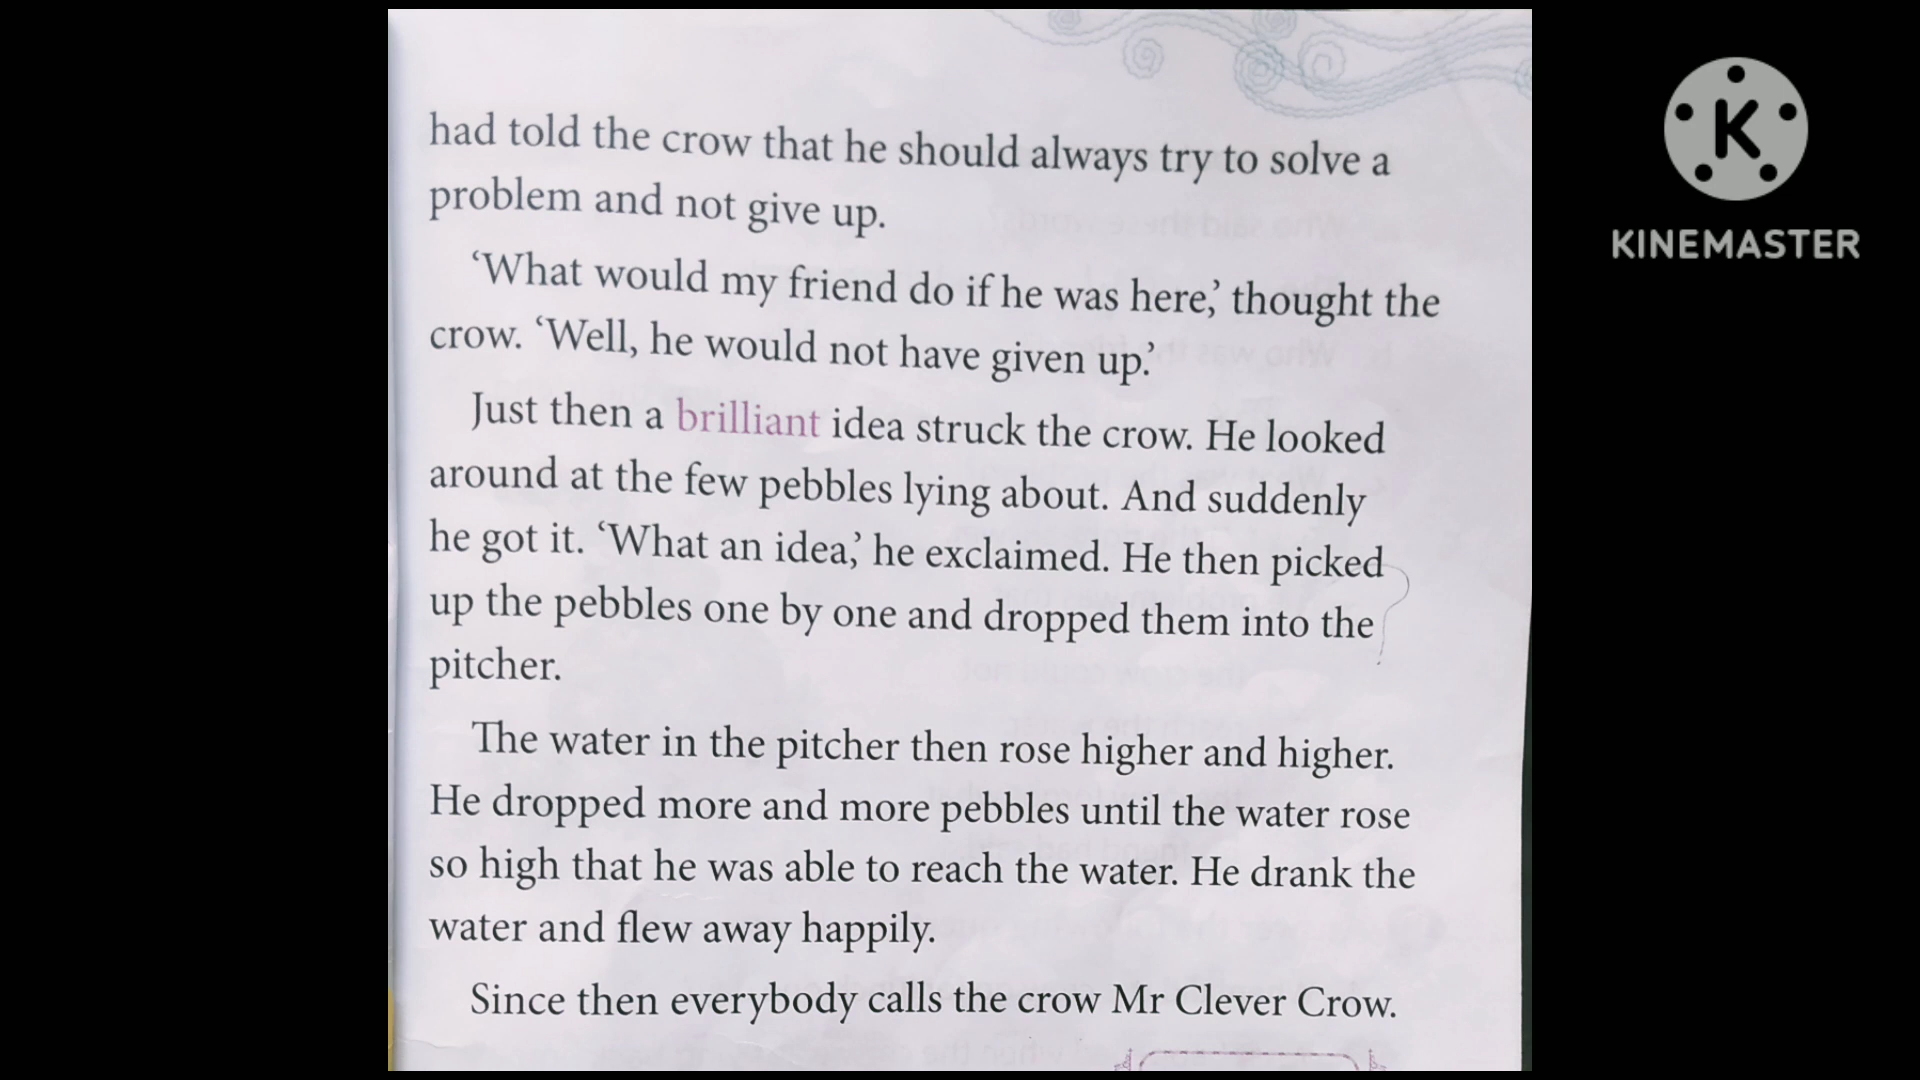 had told the crow that he should always try to solve a
problem and not give up.
‘What would my friend do if he was here,’ thought the
crow. ‘Well, he would not have given up.’
Just then a brilliant idea struck the crow. He looked
around at the few pebbles lying about. And suddenly
he got it. ‘What an idea,’ he exclaimed. He then picked
up the pebbles one by one and dropped them into the
pitcher.
The water in the pitcher then rose higher and higher.
He dropped more and more pebbles until the water rose
so high that he was able to reach the water. He drank the
water and flew away happily.
Since then everybody calls the crow Mr Clever Crow.
K
KINEMASTER